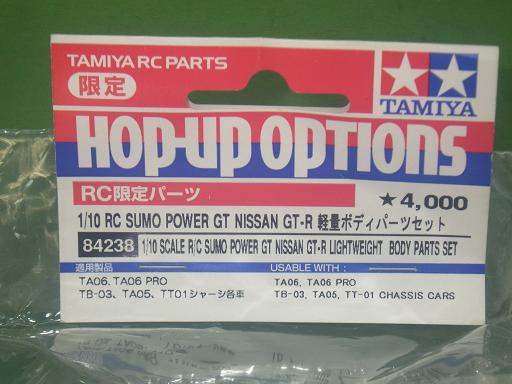 TAMIYA RC PARTS
限定
TAMIYA
HOP-UP OPTIONS
RC限定パーツ
★4,000
1/10 RC SUMO POWER GT NISSAN GT-R 軽量ボディパーツセット
84238 1/10 SCALE R/C SUMO POWER GT NISSAN GT-R LIGHTWEIGHT BODY PARTS SET
適用製品
USABLE WITH :
TA06、TA06 PRO
TA06, TA06 PRO
TB-03、TA05、TT01シャーシ各車
TB-03, TA05, TT-01 CHASSIS CARS